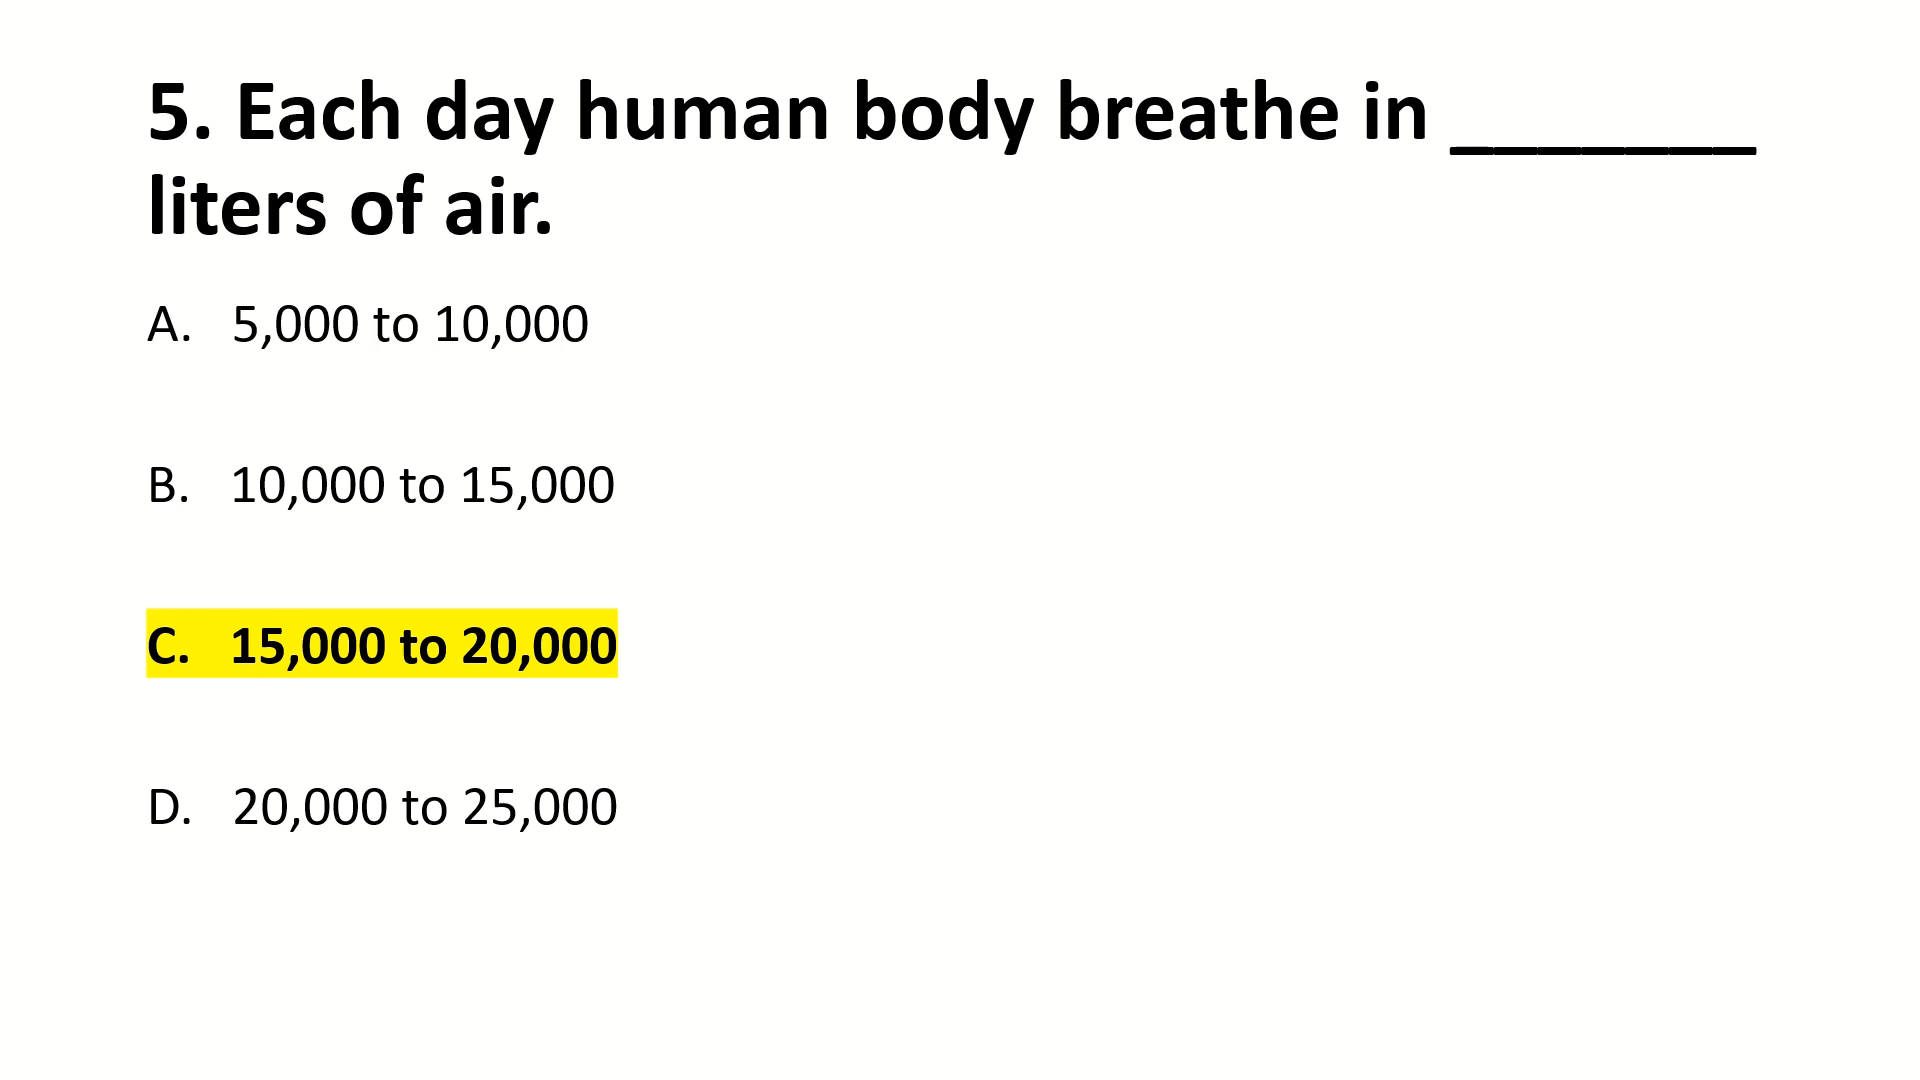 5. Each day human body breathe in _______
liters of air.
A. 5,000 to 10,000
B. 10,000 to 15,000
C. 15,000 to 20,000
D. 20,000 to 25,000